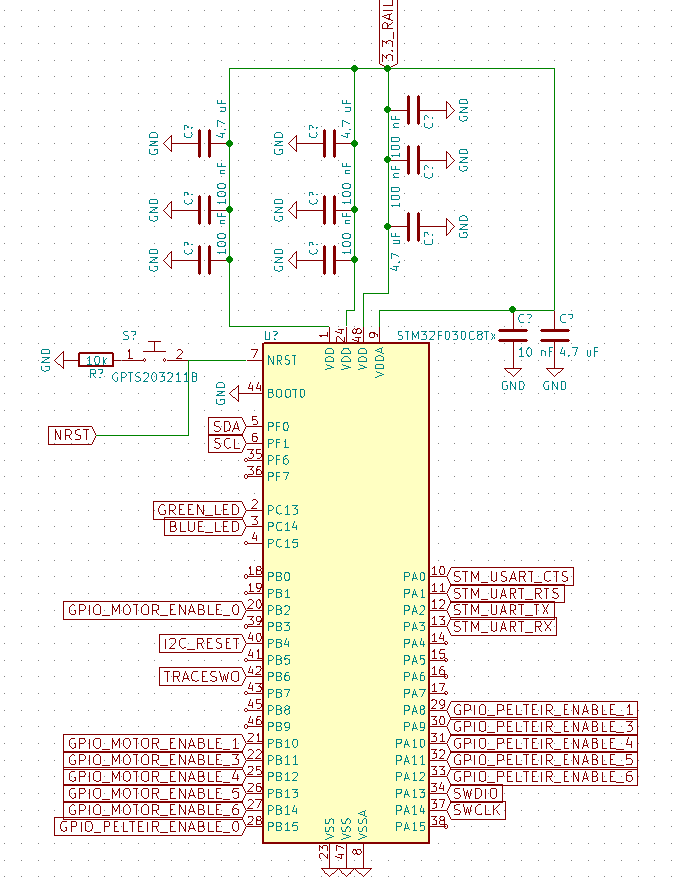 3.3_RAIL
GND C? 4.7 uF
GND C? 100 nF
GND C? 100 nF
GND C? 4.7 uF
GND C? 100 nF
GND C? 100 nF
100 nF C? GND
100 nF C? GND
4.7 uF C? GND
C? 10 nF GND
C? 4.7 uF GND
GND 10k R? 1 S? 2 GPTS203211B
NRST
U? STM32F030C8Tx
1 VDD
24 VDD
48 VDD
9 VDDA
7 NRST
GND 44 BOOT0
SDA 5 PF0
SCL 6 PF1
35 PF6
36 PF7
GREEN_LED 2 PC13
BLUE_LED 3 PC14
4 PC15
18 PB0
19 PB1
GPIO_MOTOR_ENABLE_0 20 PB2
39 PB3
I2C_RESET 40 PB4
41 PB5
TRACESWO 42 PB6
43 PB7
45 PB8
46 PB9
GPIO_MOTOR_ENABLE_1 21 PB10
GPIO_MOTOR_ENABLE_3 22 PB11
GPIO_MOTOR_ENABLE_4 25 PB12
GPIO_MOTOR_ENABLE_5 26 PB13
GPIO_MOTOR_ENABLE_6 27 PB14
GPIO_PELTEIR_ENABLE_0 28 PB15
PA0 10 STM_USART_CTS
PA1 11 STM_UART_RTS
PA2 12 STM_UART_TX
PA3 13 STM_UART_RX
PA4 14
PA5 15
PA6 16
PA7 17
PA8 29 GPIO_PELTEIR_ENABLE_1
PA9 30 GPIO_PELTEIR_ENABLE_3
PA10 31 GPIO_PELTEIR_ENABLE_4
PA11 32 GPIO_PELTEIR_ENABLE_5
PA12 33 GPIO_PELTEIR_ENABLE_6
PA13 34 SWDIO
PA14 37 SWCLK
PA15 38
VSS 23
VSS 47
VSSA 8